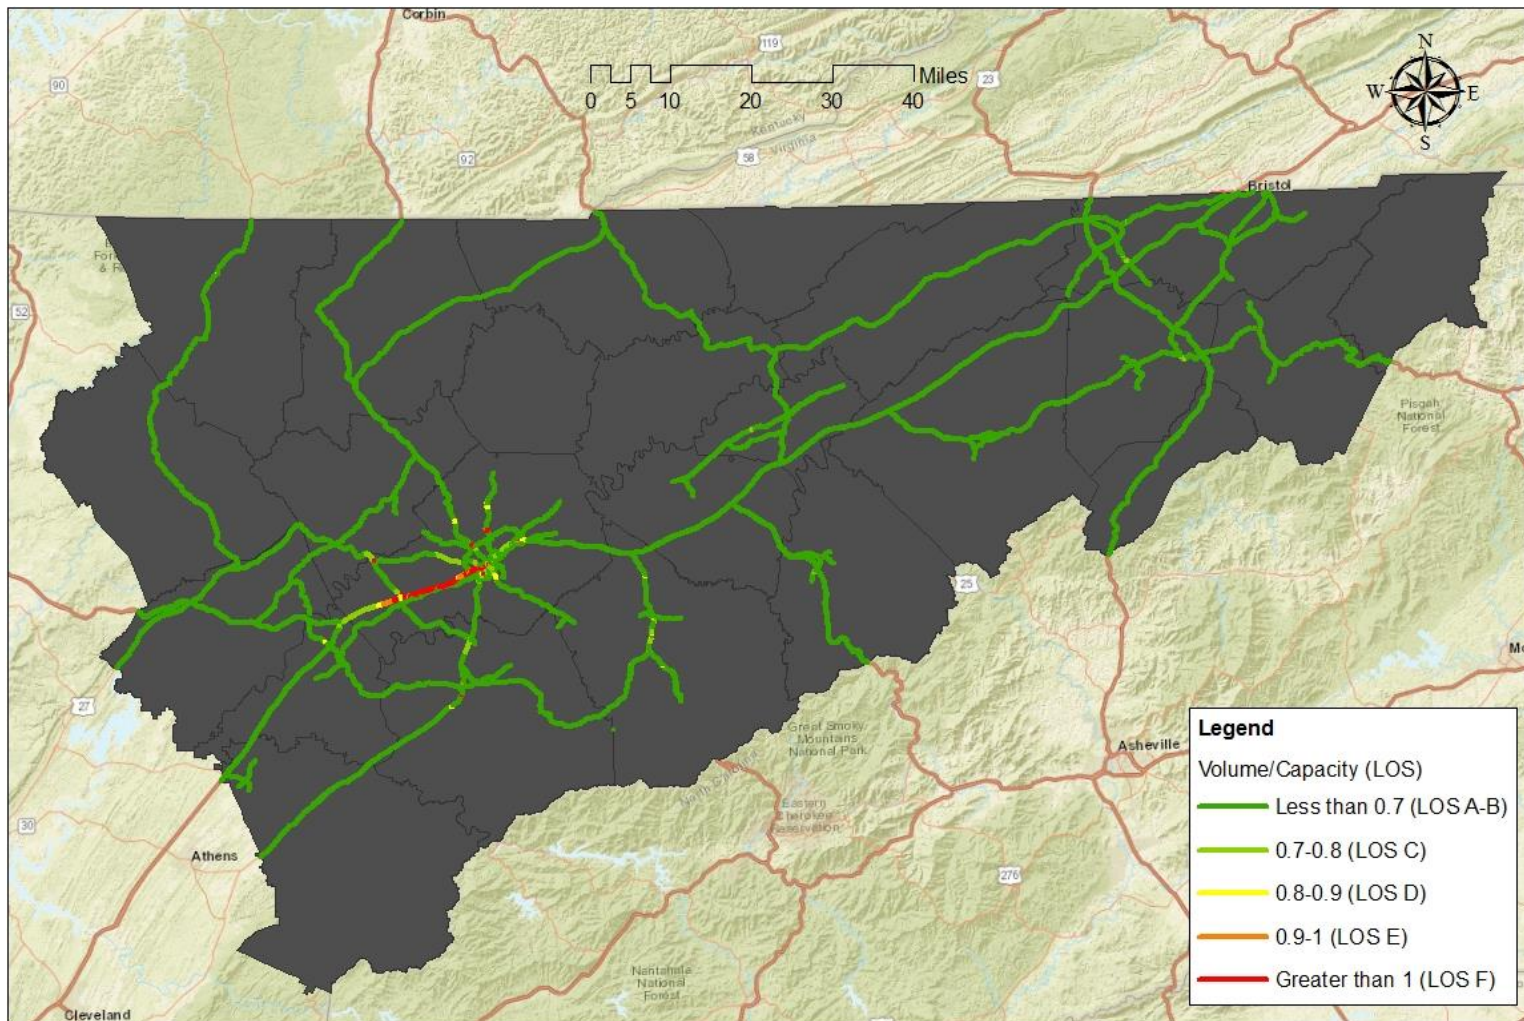 Corbin
119
90
Miles
0
5
10
20
30
40
23
N
W
E
S
Kentucky
Virginia
92
58
Bristol
52
Pisgah
National
Forest
25
27
Great Smoky
Mountains
National Park
Asheville
Eastern
Cherokee
Reservation
30
Athens
276
Nantahala
National
Forest
Cleveland
Legend
Volume/Capacity (LOS)
Less than 0.7 (LOS A-B)
0.7-0.8 (LOS C)
0.8-0.9 (LOS D)
0.9-1 (LOS E)
Greater than 1 (LOS F)